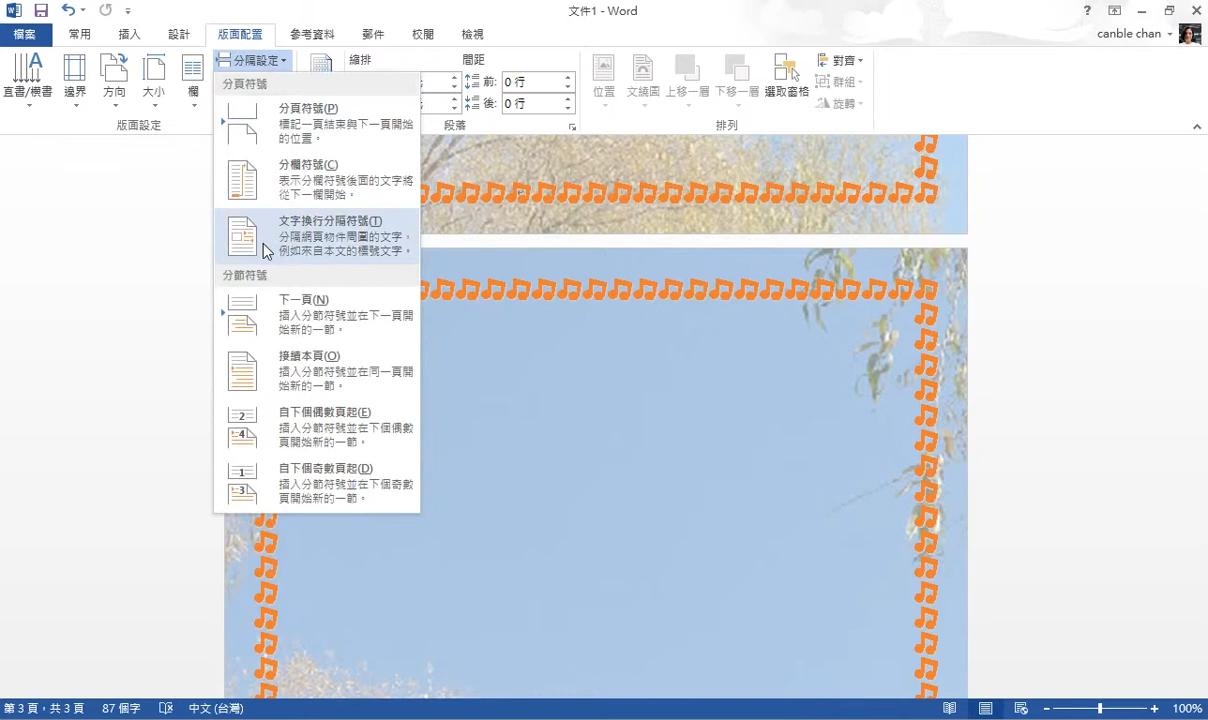 文件1 - Word
檔案 常用 插入 設計 版面配置 參考資料 郵件 校閱 檢視
canble chan
直書/橫書 邊界 方向 大小 欄
分隔設定
縮排 間距
前: 0 行
後: 0 行
位置 文繞圖 上移一層 下移一層 選取窗格
對齊
群組
旋轉
版面設定 段落 排列
分頁符號
分頁符號(P)
標記一頁結束與下一頁開始
的位置。
分欄符號(C)
表示分欄符號後面的文字將
從下一欄開始。
文字換行分隔符號(T)
分隔網頁物件周圍的文字，
例如來自本文的標號文字。
分節符號
下一頁(N)
插入分節符號並在下一頁開
始新的一節。
接續本頁(O)
插入分節符號並在同一頁開
始新的一節。
自下個偶數頁起(E)
插入分節符號並在下個偶數
頁開始新的一節。
自下個奇數頁起(D)
插入分節符號並在下個奇數
頁開始新的一節。
第 3 頁，共 3 頁 87 個字 中文 (台灣) 100%